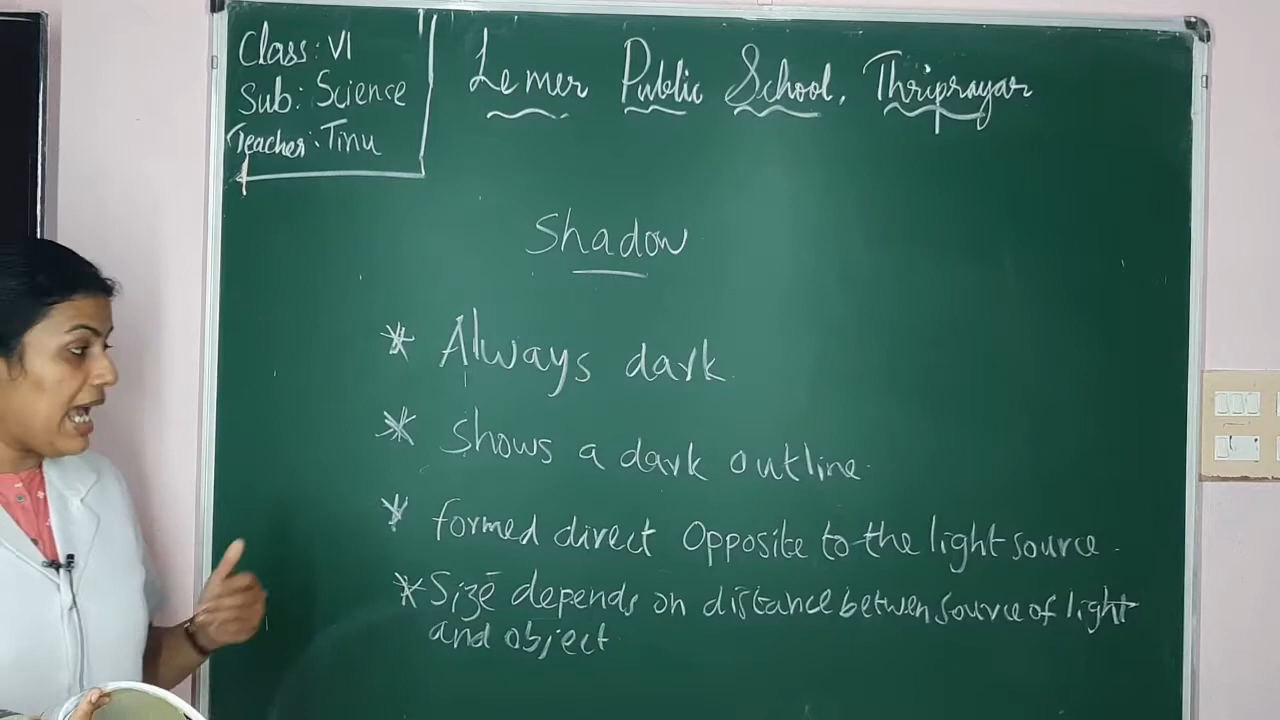 Class: VI
Sub: Science
Teacher: Tinu
Lemer Public School, Thriprayar
Shadow
* Always dark
* Shows a dark outline.
* formed direct Opposite to the light source.
* Size depends on distance betwen source of light
and object